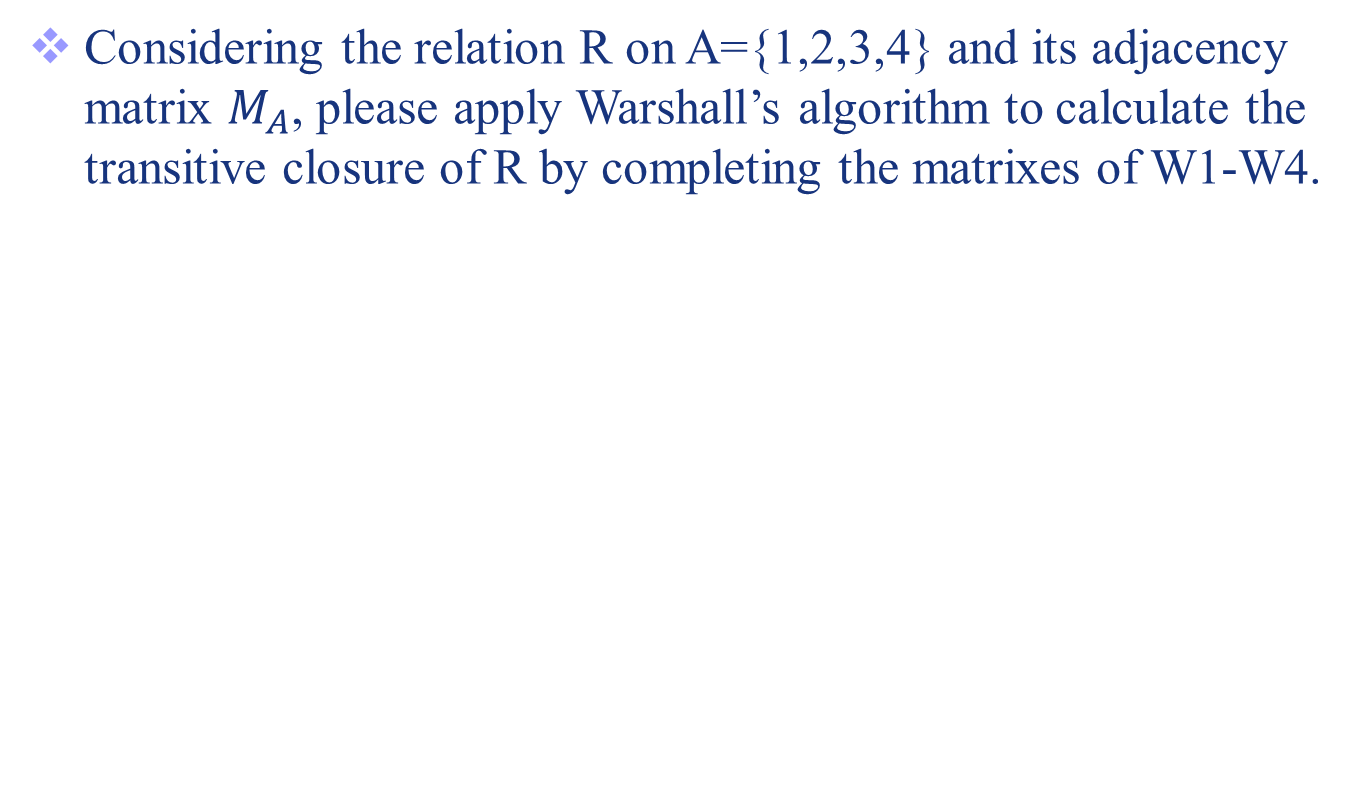 Considering the relation R on A={1,2,3,4} and its adjacency
matrix M_A, please apply Warshall’s algorithm to calculate the
transitive closure of R by completing the matrixes of W1-W4.